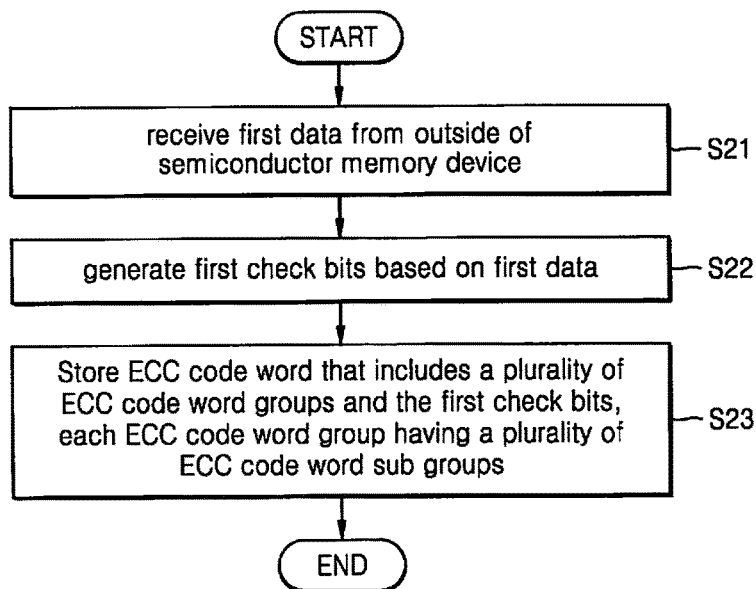 START
receive first data from outside of
semiconductor memory device
S21
generate first check bits based on first data
S22
Store ECC code word that includes a plurality of
ECC code word groups and the first check bits,
each ECC code word group having a plurality of
ECC code word sub groups
S23
END